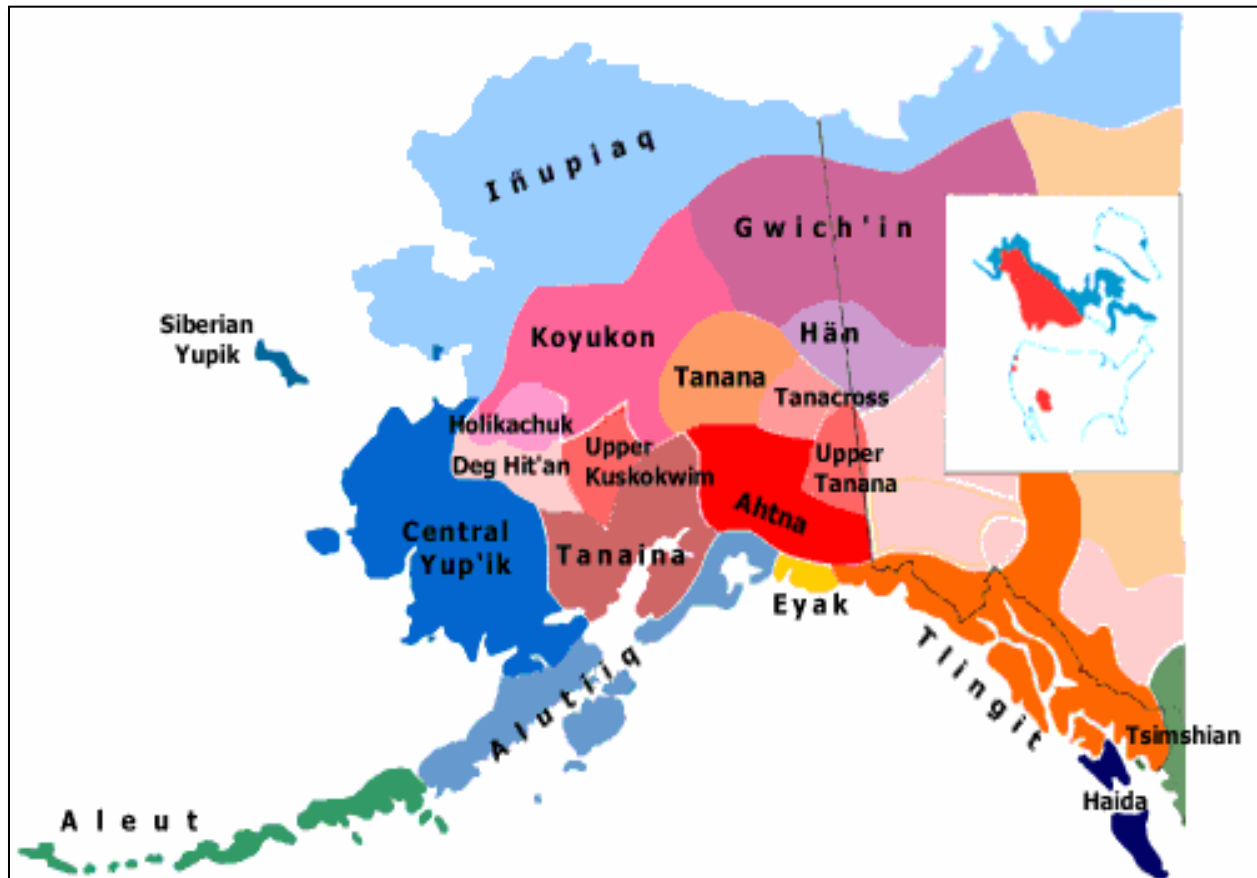 Iñupiaq
Gwich'in
Siberian
Yupik
Koyukon
Hän
Tanana
Tanacross
Holikachuk
Deg Hit'an
Upper
Kuskokwim
Upper
Tanana
Ahtna
Central
Yup'ik
Tanaina
Eyak
Alutiiq
Tlingit
Tsimshian
Haida
Aleut